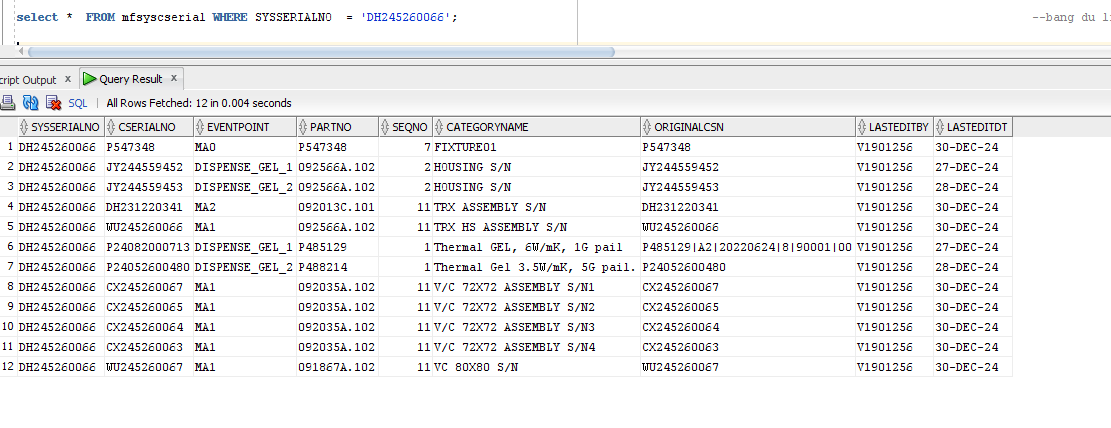 select * FROM mfsyscserial WHERE SYSSERIALNO = 'DH245260066'; --bang du li
cript Output x Query Result x
SQL | All Rows Fetched: 12 in 0.004 seconds
SYSSERIALNO CSERIALNO EVENTPOINT PARTNO SEQNO CATEGORYNAME ORIGINALCSN LASTEDITBY LASTEDITDT
1 DH245260066 P547348 MA0 P547348 7 FIXTURE01 P547348 V1901256 30-DEC-24
2 DH245260066 JY244559452 DISPENSE_GEL_1 092566A.102 2 HOUSING S/N JY244559452 V1901256 27-DEC-24
3 DH245260066 JY244559453 DISPENSE_GEL_2 092566A.102 2 HOUSING S/N JY244559453 V1901256 28-DEC-24
4 DH245260066 DH231220341 MA2 092013C.101 11 TRX ASSEMBLY S/N DH231220341 V1901256 30-DEC-24
5 DH245260066 WU245260066 MA1 092566A.102 11 TRX HS ASSEMBLY S/N WU245260066 V1901256 30-DEC-24
6 DH245260066 P24082000713 DISPENSE_GEL_1 P485129 1 Thermal GEL, 6W/mK, 1G pail P485129|A2|20220624|8|90001|00 V1901256 27-DEC-24
7 DH245260066 P24052600480 DISPENSE_GEL_2 P488214 1 Thermal Gel 3.5W/mK, 5G pail. P24052600480 V1901256 28-DEC-24
8 DH245260066 CX245260067 MA1 092035A.102 11 V/C 72X72 ASSEMBLY S/N1 CX245260067 V1901256 30-DEC-24
9 DH245260066 CX245260065 MA1 092035A.102 11 V/C 72X72 ASSEMBLY S/N2 CX245260065 V1901256 30-DEC-24
10 DH245260066 CX245260064 MA1 092035A.102 11 V/C 72X72 ASSEMBLY S/N3 CX245260064 V1901256 30-DEC-24
11 DH245260066 CX245260063 MA1 092035A.102 11 V/C 72X72 ASSEMBLY S/N4 CX245260063 V1901256 30-DEC-24
12 DH245260066 WU245260067 MA1 091867A.102 11 VC 80X80 S/N WU245260067 V1901256 30-DEC-24